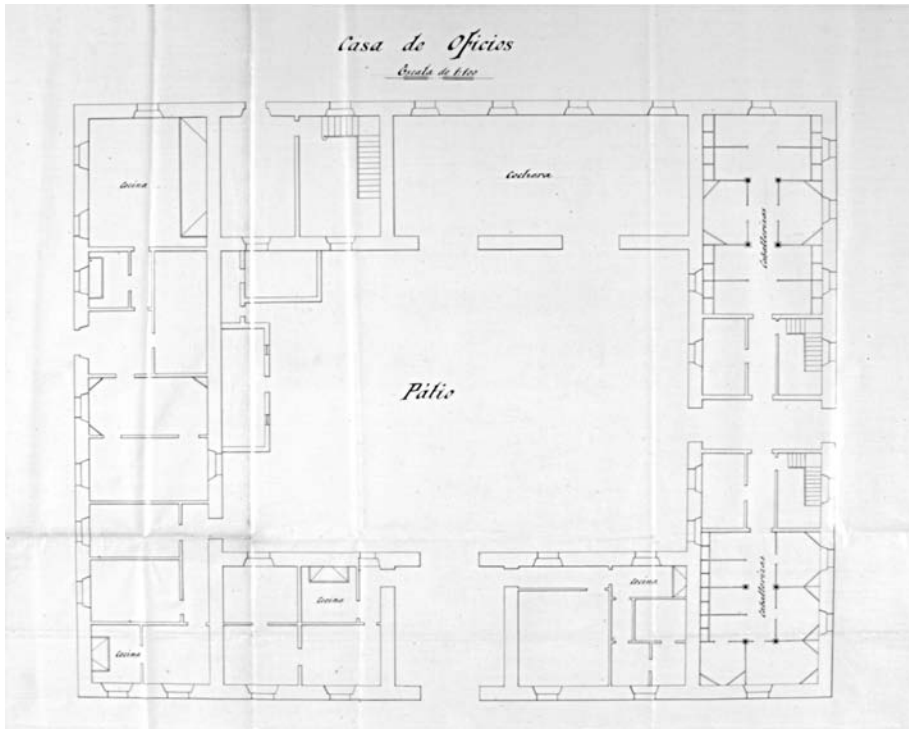 Casa de Oficios
Escala de 1:100
Cocina
Cochera
Caballerizas
Pátio
Cocina
Cocina
Caballerizas
Cocina